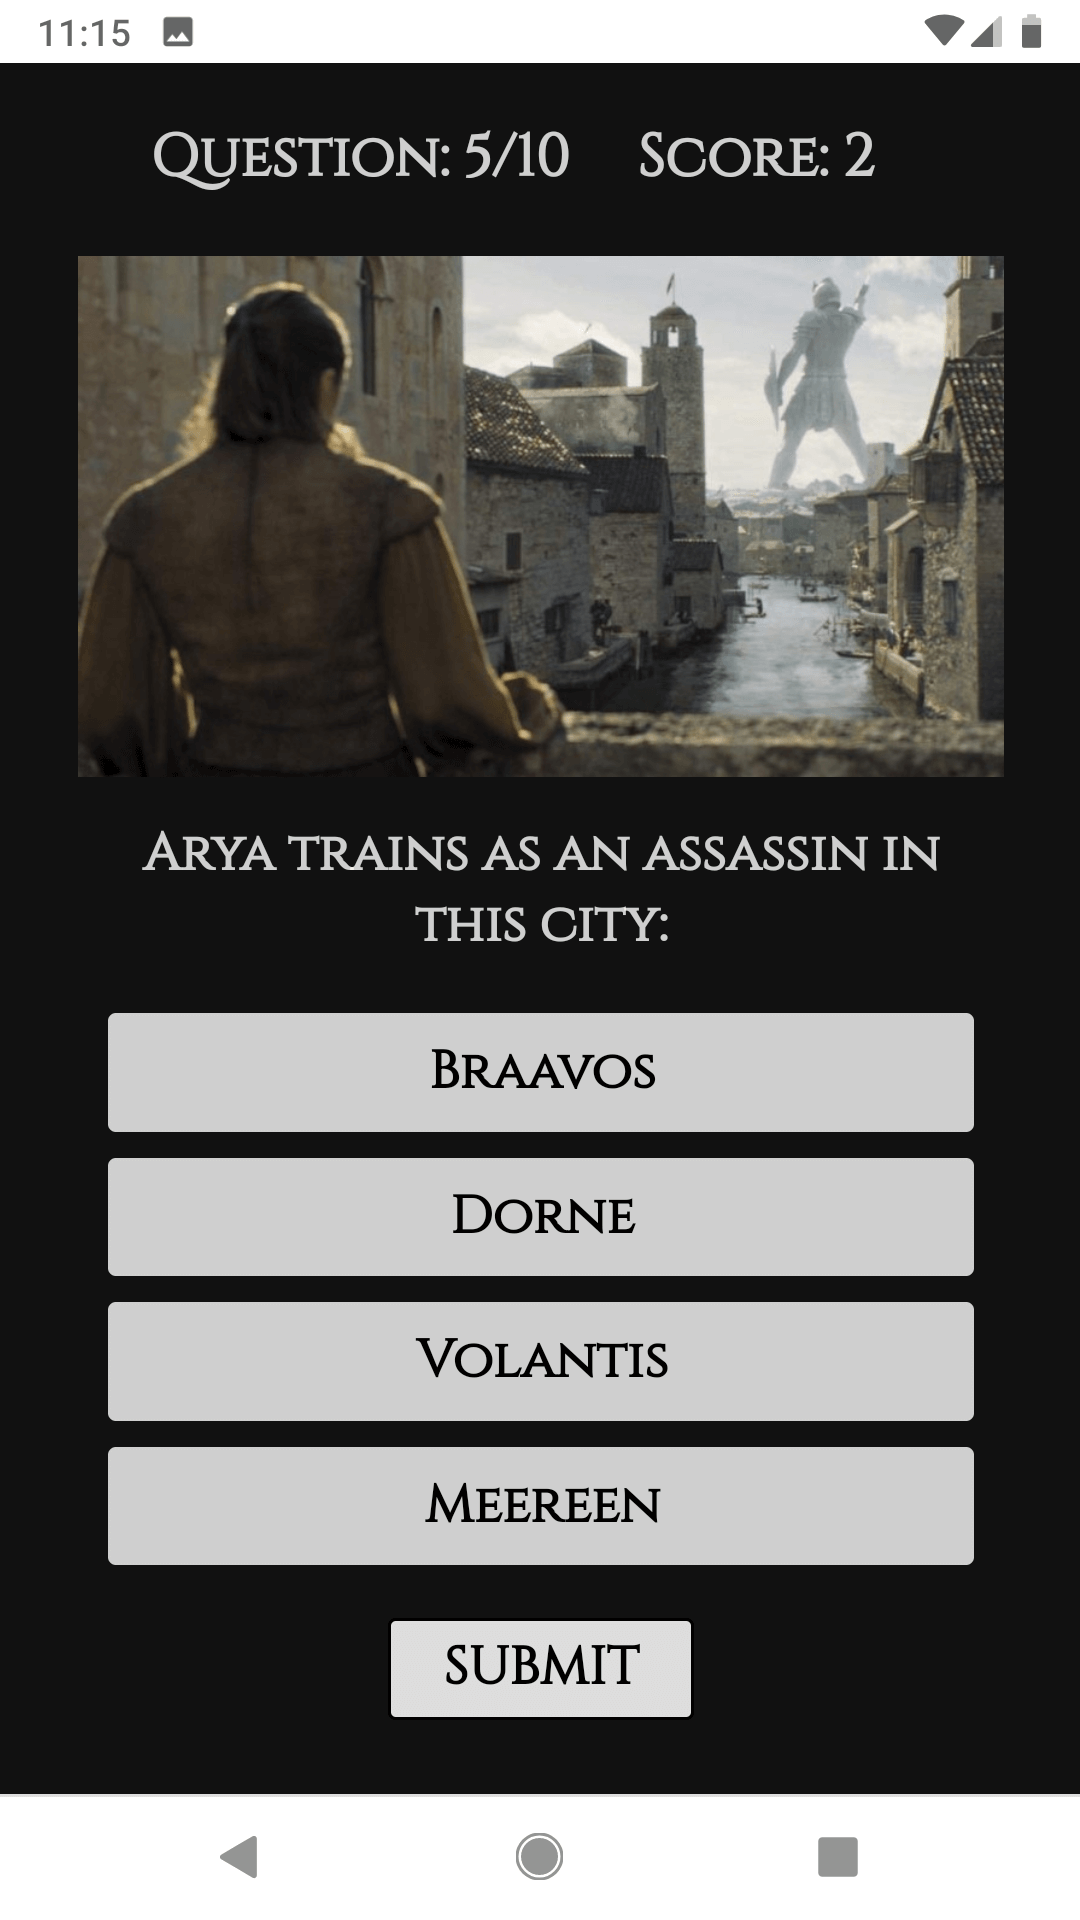 11:15
Question: 5/10 Score: 2
Arya trains as an assassin in
this city:
Braavos
Dorne
Volantis
Meereen
SUBMIT